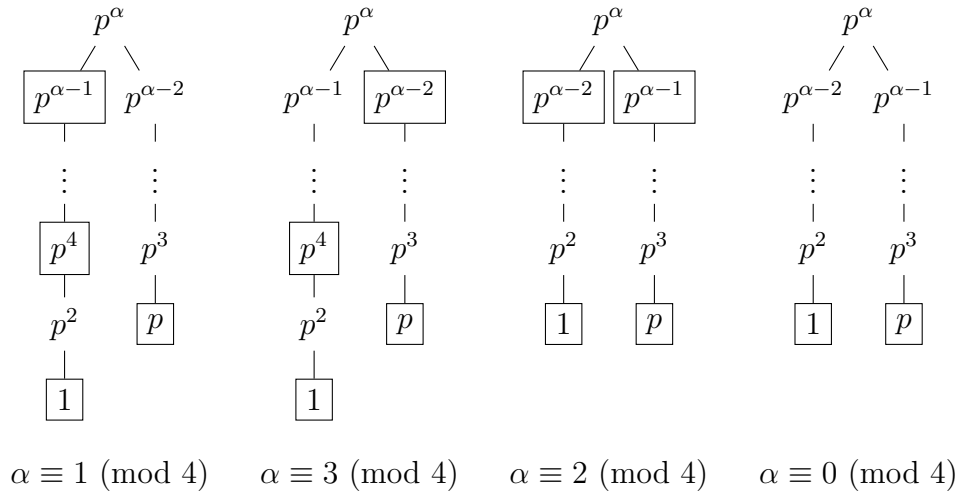 p^α p^α p^α p^α
p^{α−1} p^{α−2} p^{α−1} p^{α−2} p^{α−2} p^{α−1} p^{α−2} p^{α−1}
⋮ ⋮ ⋮ ⋮ ⋮ ⋮ ⋮ ⋮
p^4 p^3 p^4 p^3 p^2 p^3 p^2 p^3
p^2 p p^2 p 1 p 1 p
1 1
α ≡ 1 (mod 4) α ≡ 3 (mod 4) α ≡ 2 (mod 4) α ≡ 0 (mod 4)